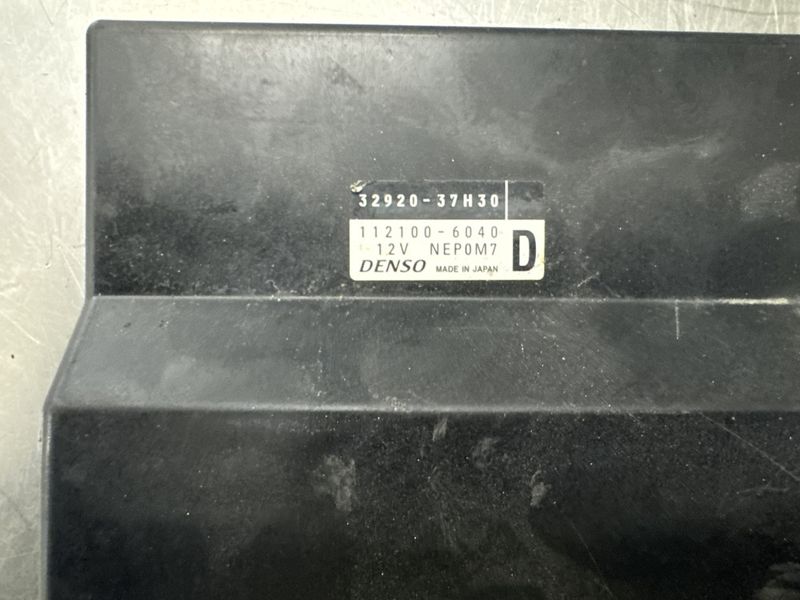 32920-37H30
112100-6040
12V NEP0M7
DENSO MADE IN JAPAN
D